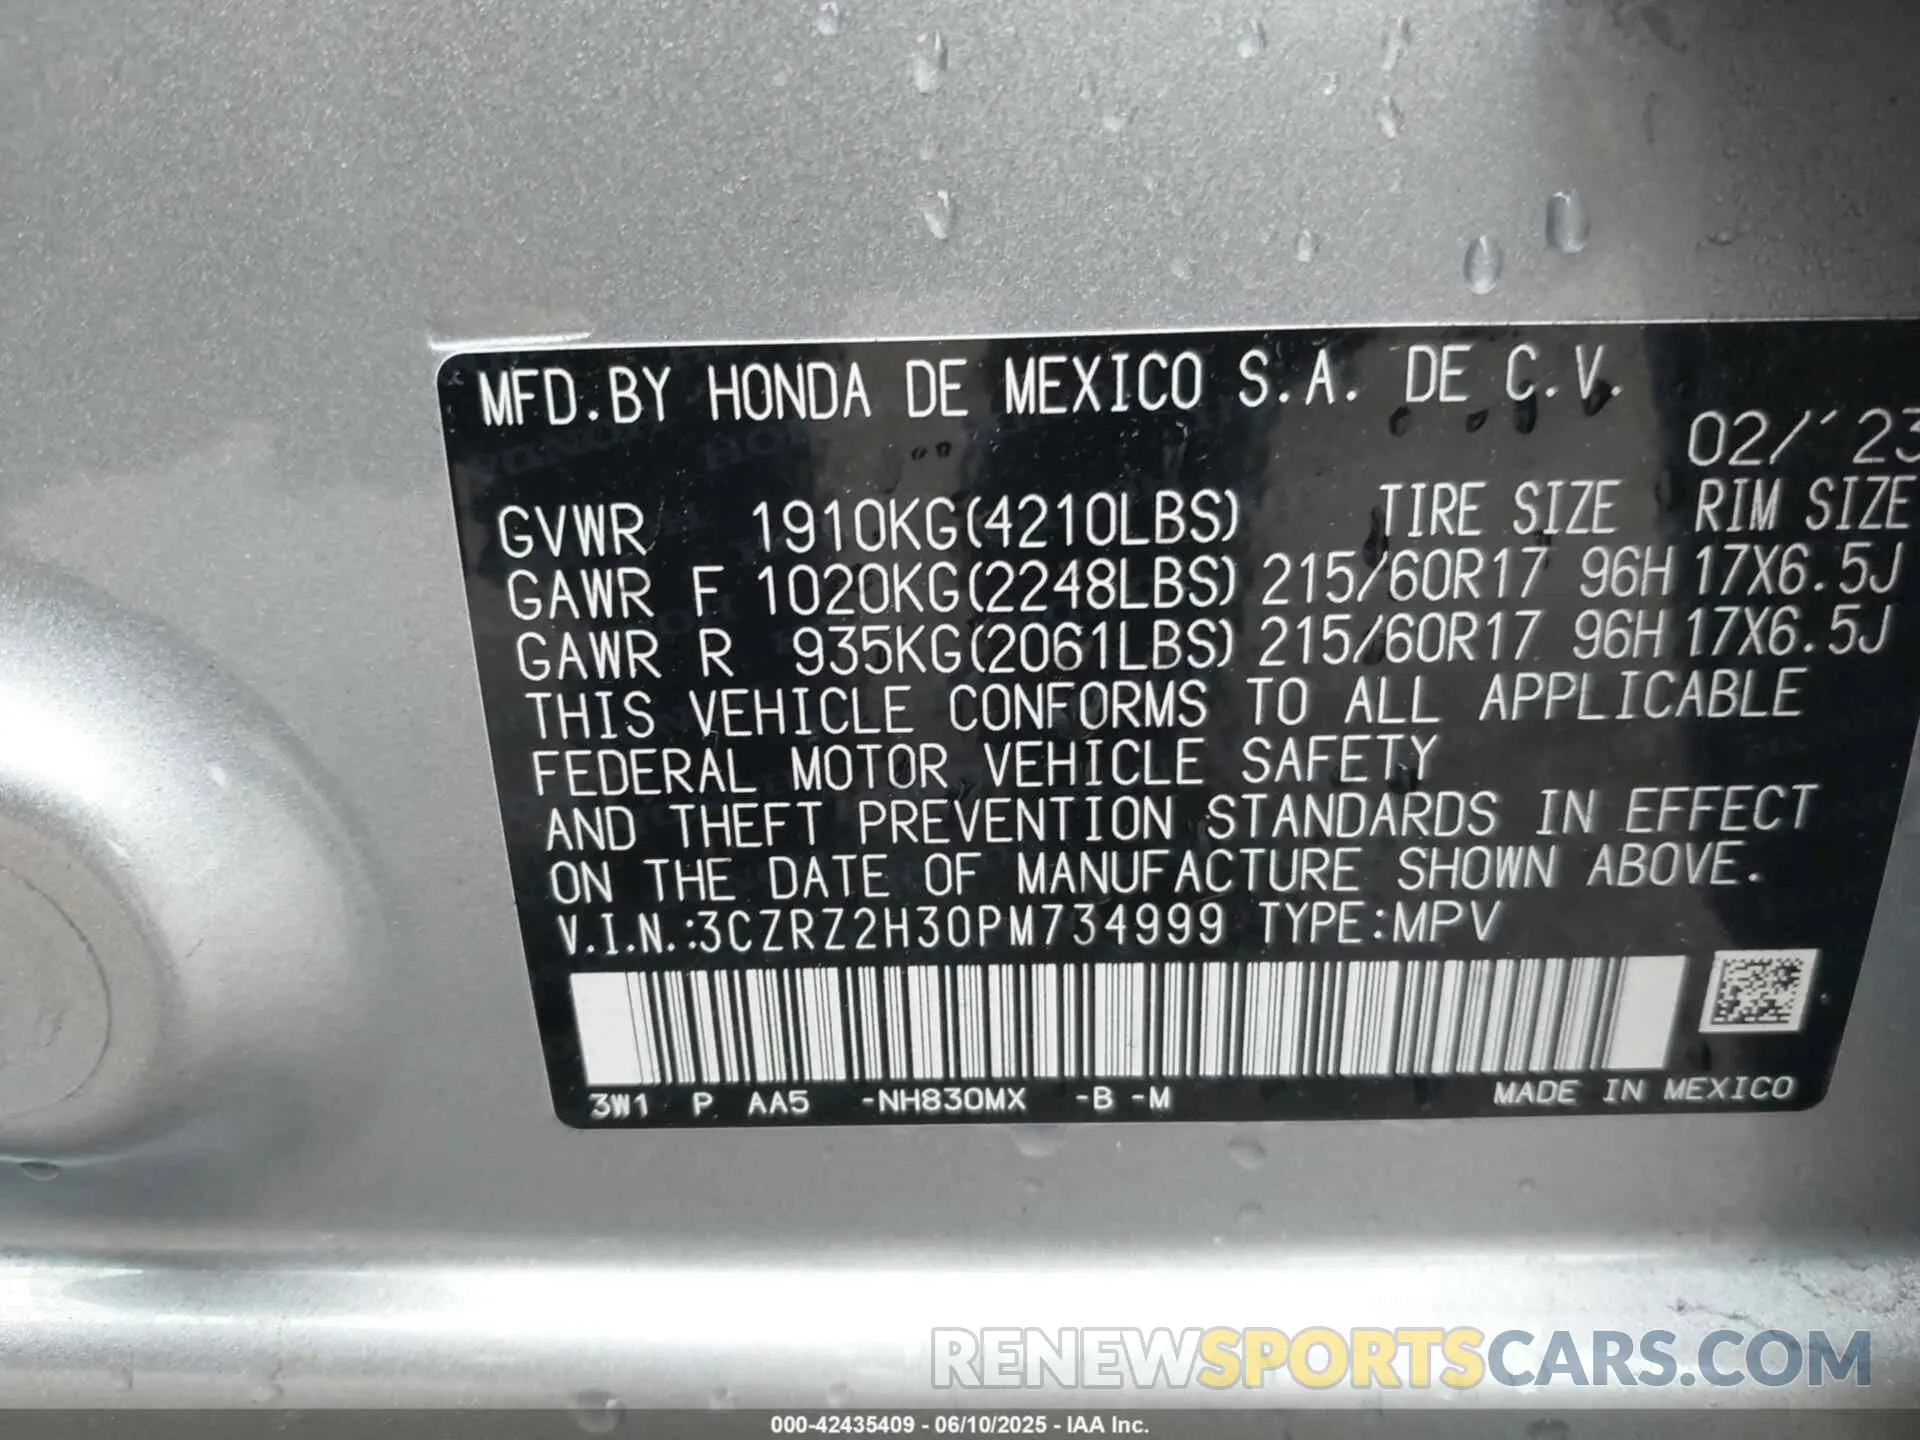 MFD.BY HONDA DE MEXICO S.A. DE C.V.
02/´23
GVWR 1910KG(4210LBS) TIRE SIZE RIM SIZE
GAWR F 1020KG(2248LBS) 215/60R17 96H 17X6.5J
GAWR R 935KG(2061LBS) 215/60R17 96H 17X6.5J
THIS VEHICLE CONFORMS TO ALL APPLICABLE
FEDERAL MOTOR VEHICLE SAFETY
AND THEFT PREVENTION STANDARDS IN EFFECT
ON THE DATE OF MANUFACTURE SHOWN ABOVE.
V.I.N.:3CZRZ2H30PM734999 TYPE:MPV
3W1 P AA5 -NH830MX -B -M MADE IN MEXICO
RENEWSPORTSCARS.COM
000-42435409 - 06/10/2025 - IAA Inc.